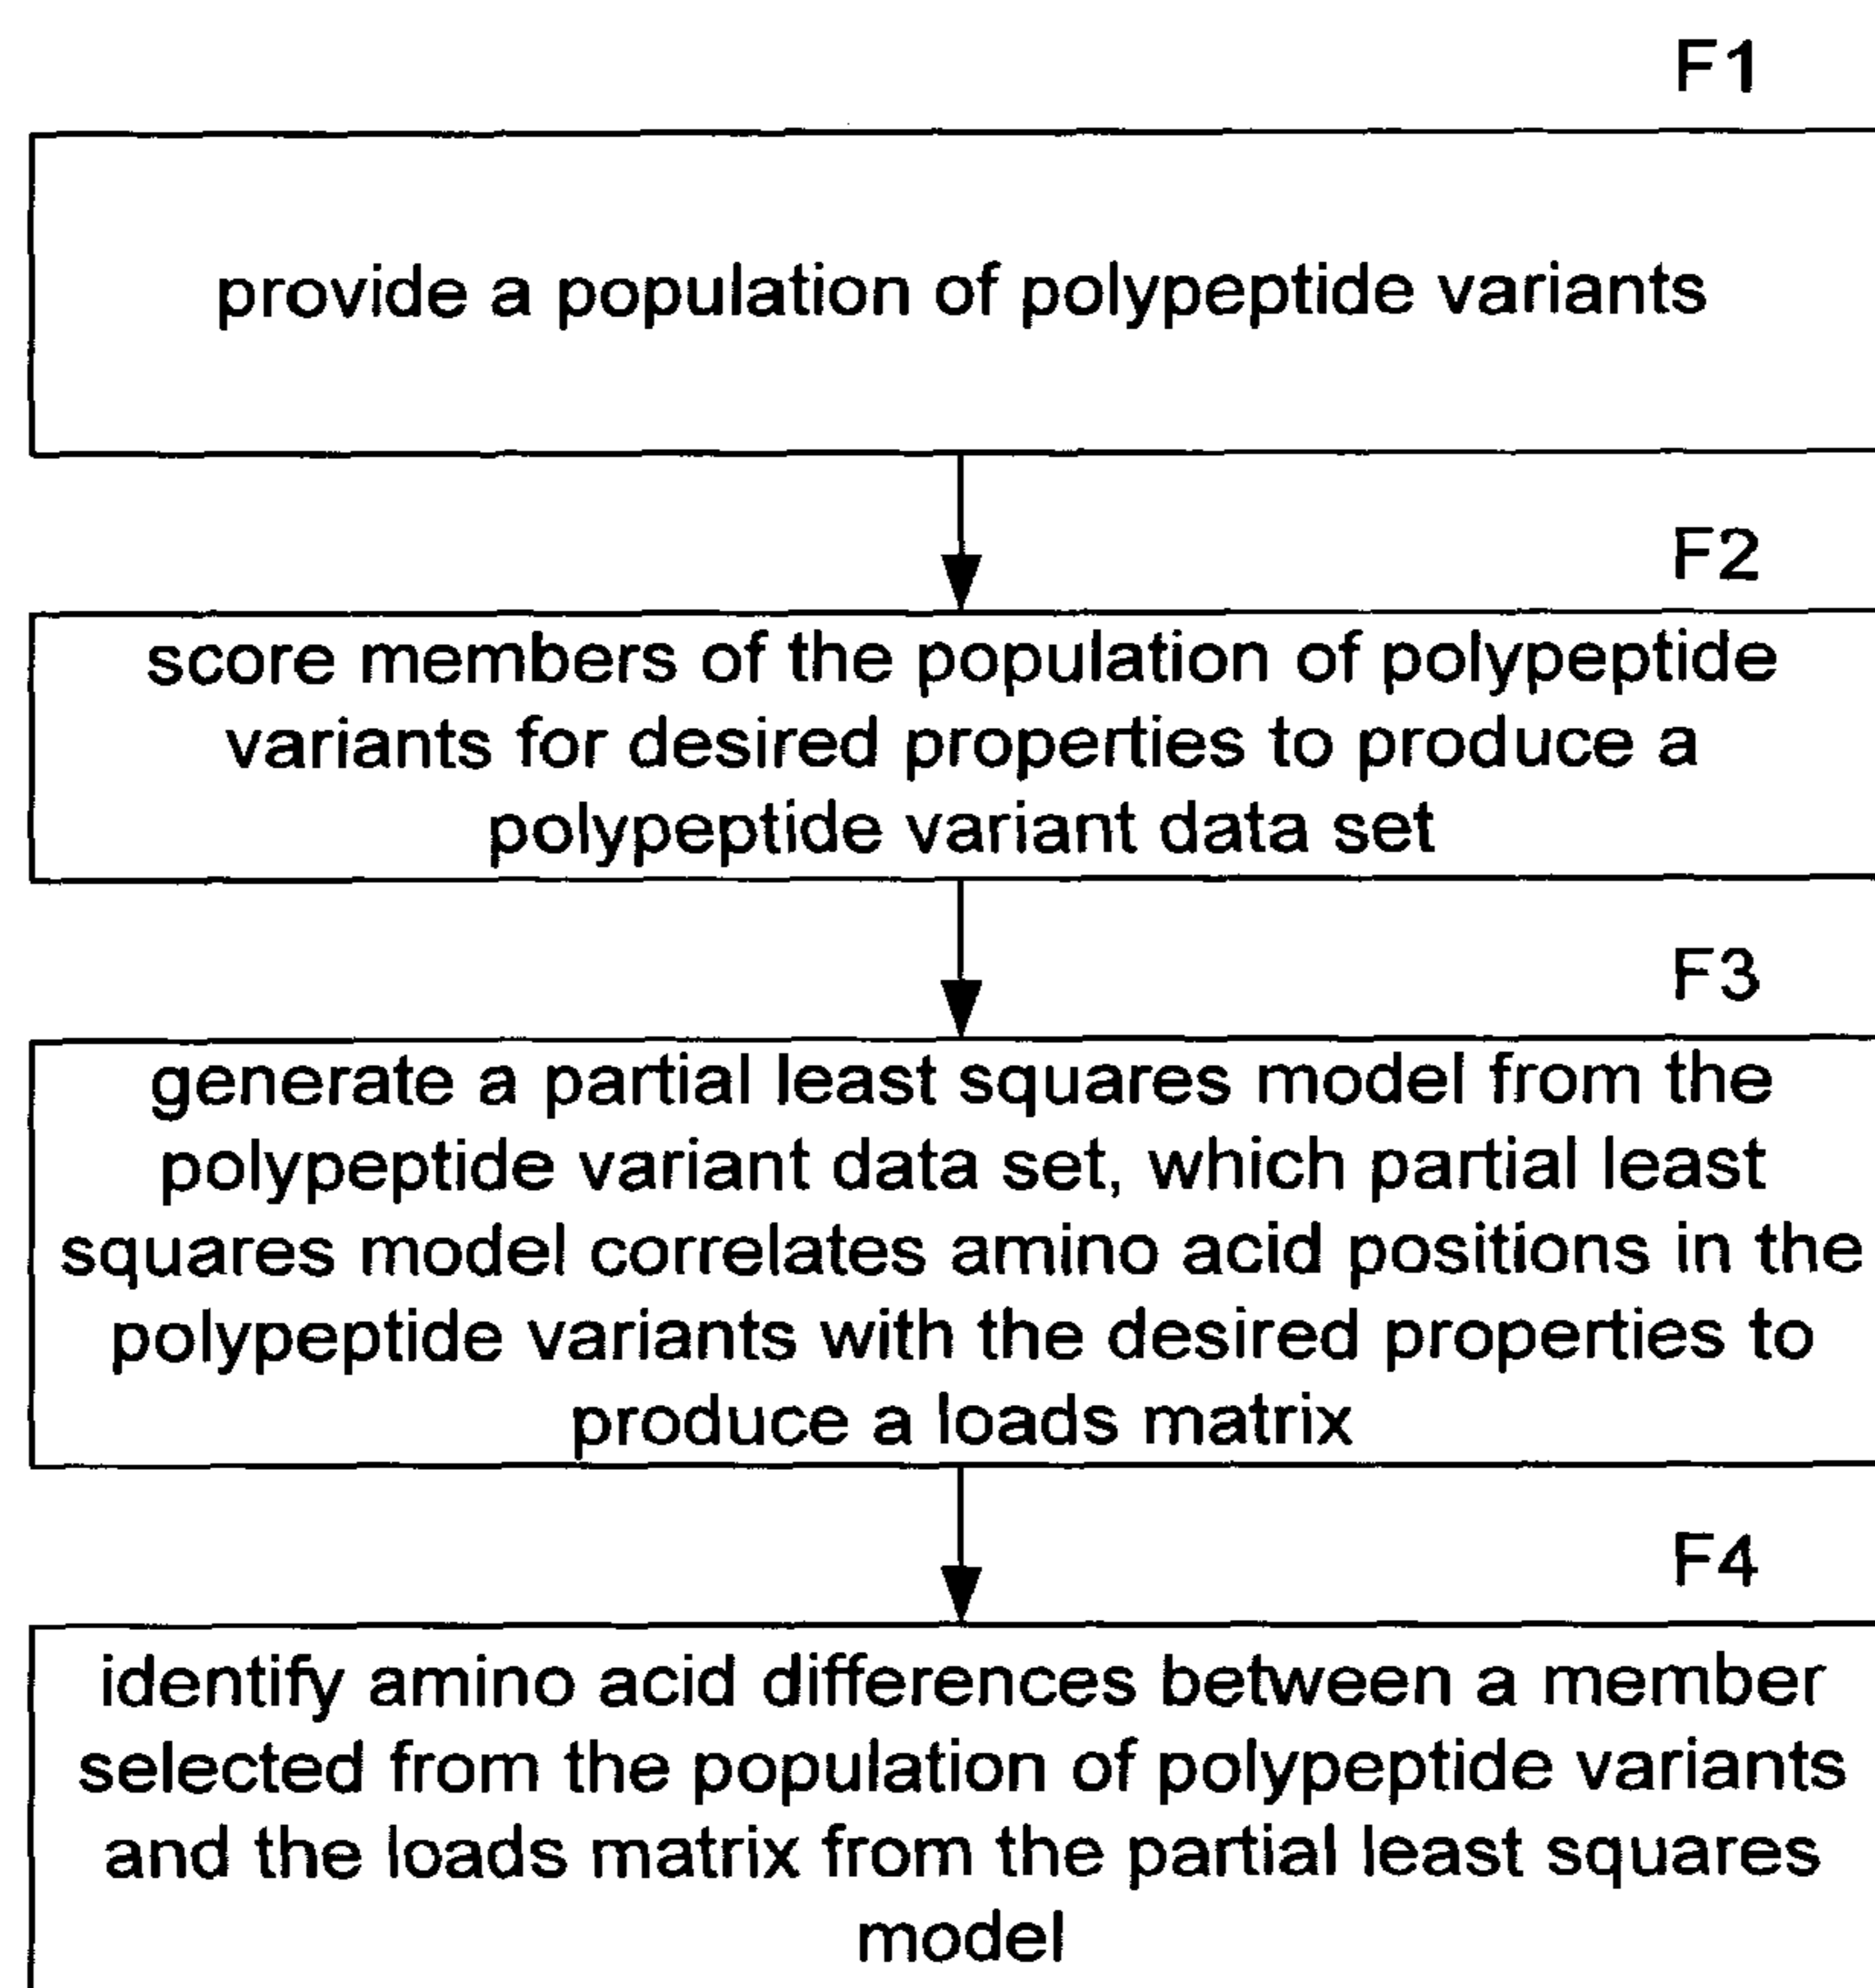 F1
provide a population of polypeptide variants
F2
score members of the population of polypeptide
variants for desired properties to produce a
polypeptide variant data set
F3
generate a partial least squares model from the
polypeptide variant data set, which partial least
squares model correlates amino acid positions in the
polypeptide variants with the desired properties to
produce a loads matrix
F4
identify amino acid differences between a member
selected from the population of polypeptide variants
and the loads matrix from the partial least squares
model